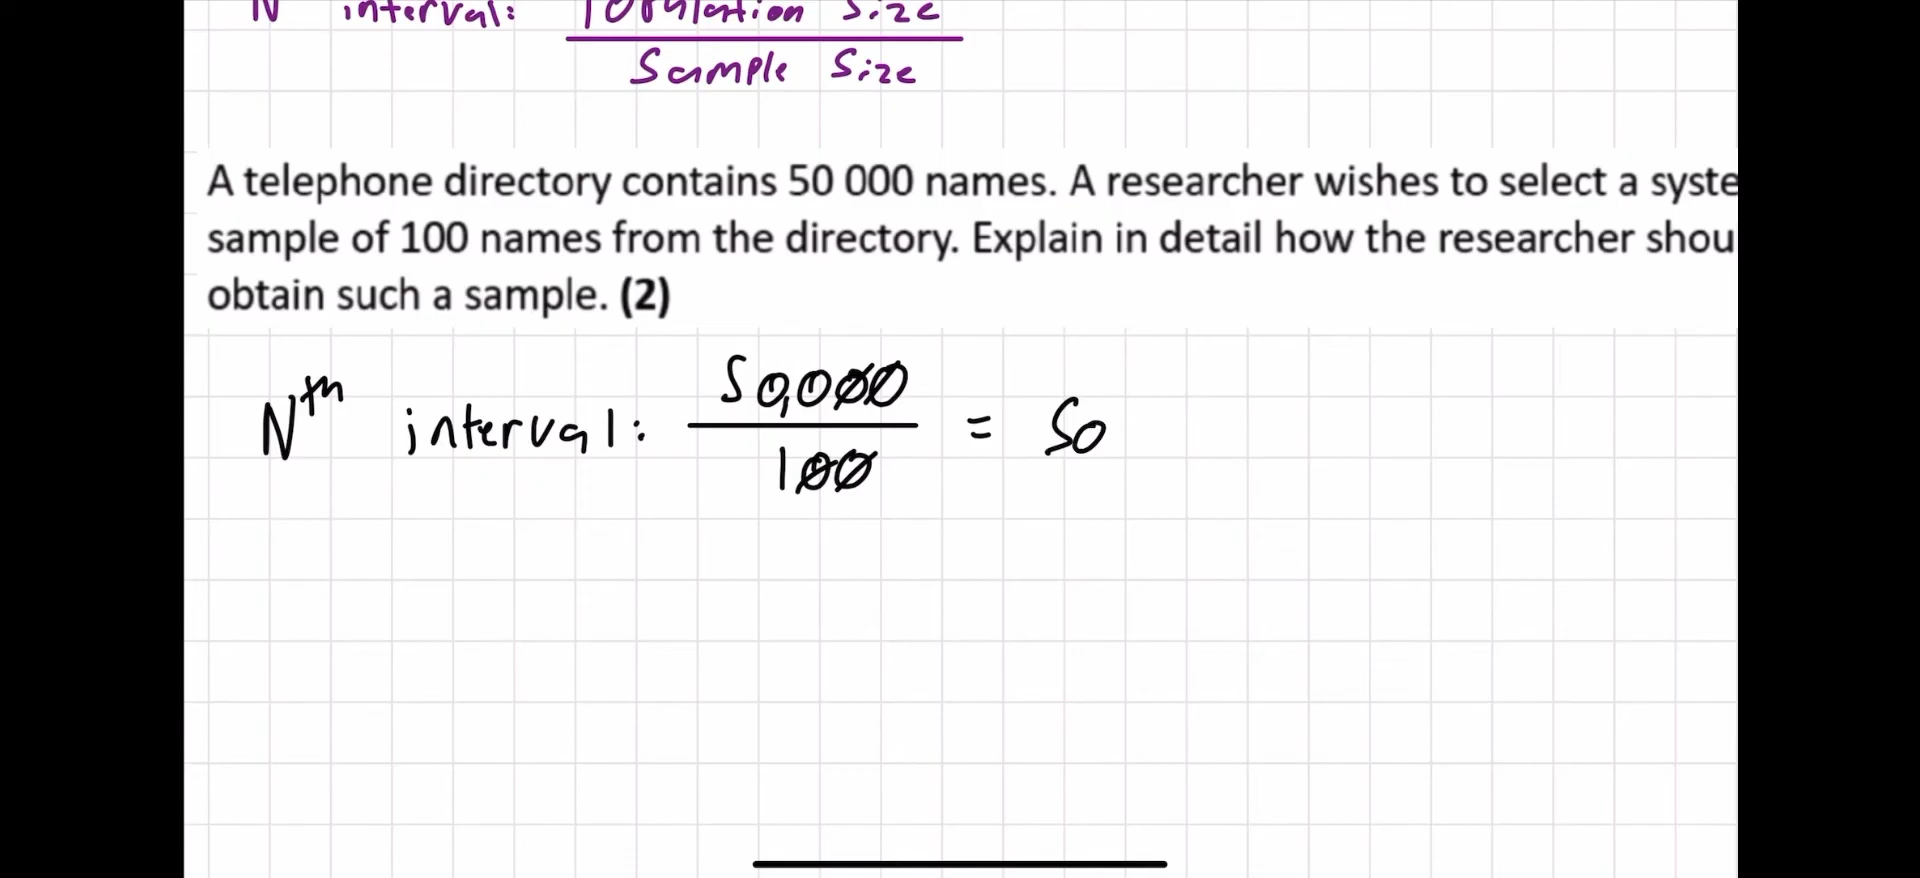 N interval: Population Size
Sample Size
A telephone directory contains 50 000 names. A researcher wishes to select a syste
sample of 100 names from the directory. Explain in detail how the researcher shou
obtain such a sample. (2)
Nth interval: 50,000 = 50
100